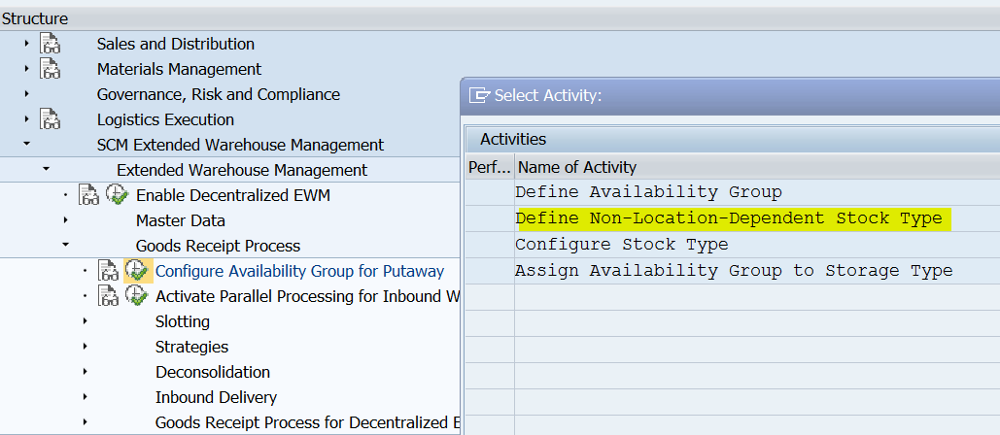 Structure
Sales and Distribution
Materials Management
Governance, Risk and Compliance
Logistics Execution
SCM Extended Warehouse Management
Extended Warehouse Management
Enable Decentralized EWM
Master Data
Goods Receipt Process
Configure Availability Group for Putaway
Activate Parallel Processing for Inbound W
Slotting
Strategies
Deconsolidation
Inbound Delivery
Goods Receipt Process for Decentralized E
Select Activity:
Activities
Perf... Name of Activity
Define Availability Group
Define Non-Location-Dependent Stock Type
Configure Stock Type
Assign Availability Group to Storage Type